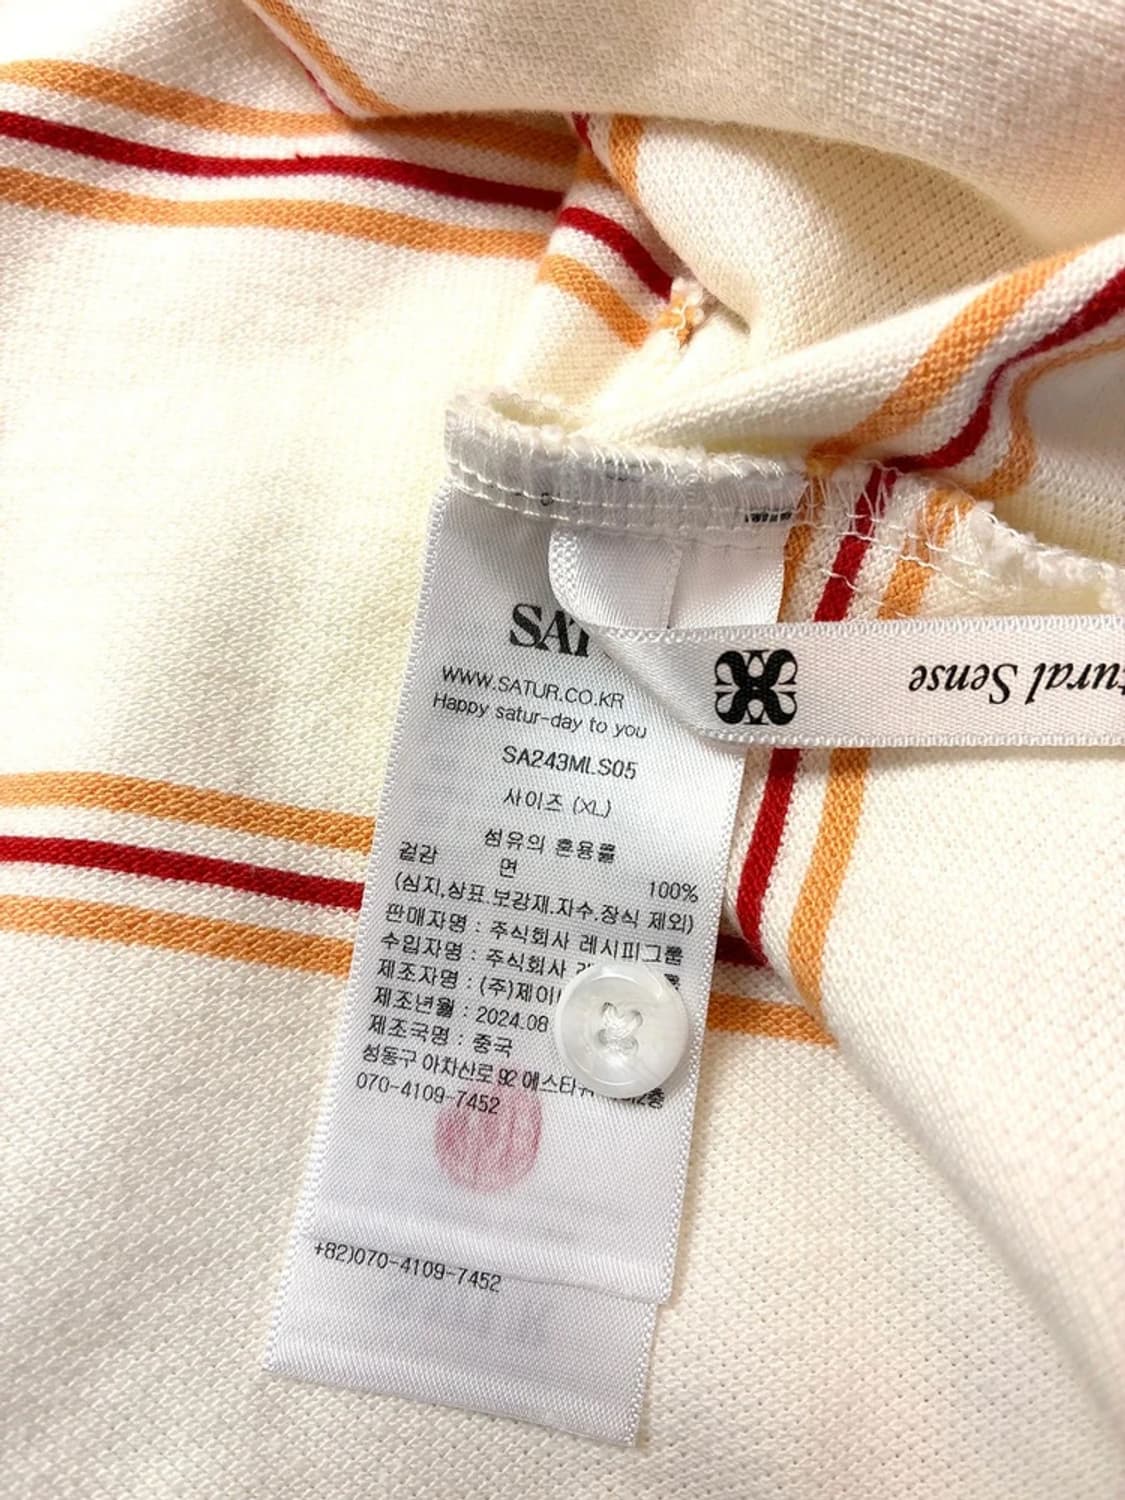 WWW.SATUR.CO.KR
Happy satur-day to you
SA243MLS05
사이즈 (XL)
섬유의 혼용률
겉감 면 100%
(심지,상표.보강재.자수.장식 제외)
판매자명 : 주식회사 레시피그룹
수입자명 : 주식회사
제조자명 : (주)제이
제조년월 : 2024.08
제조국명 : 중국
성동구 아차산로 92 에스타워
070-4109-7452
+82)070-4109-7452
Sense